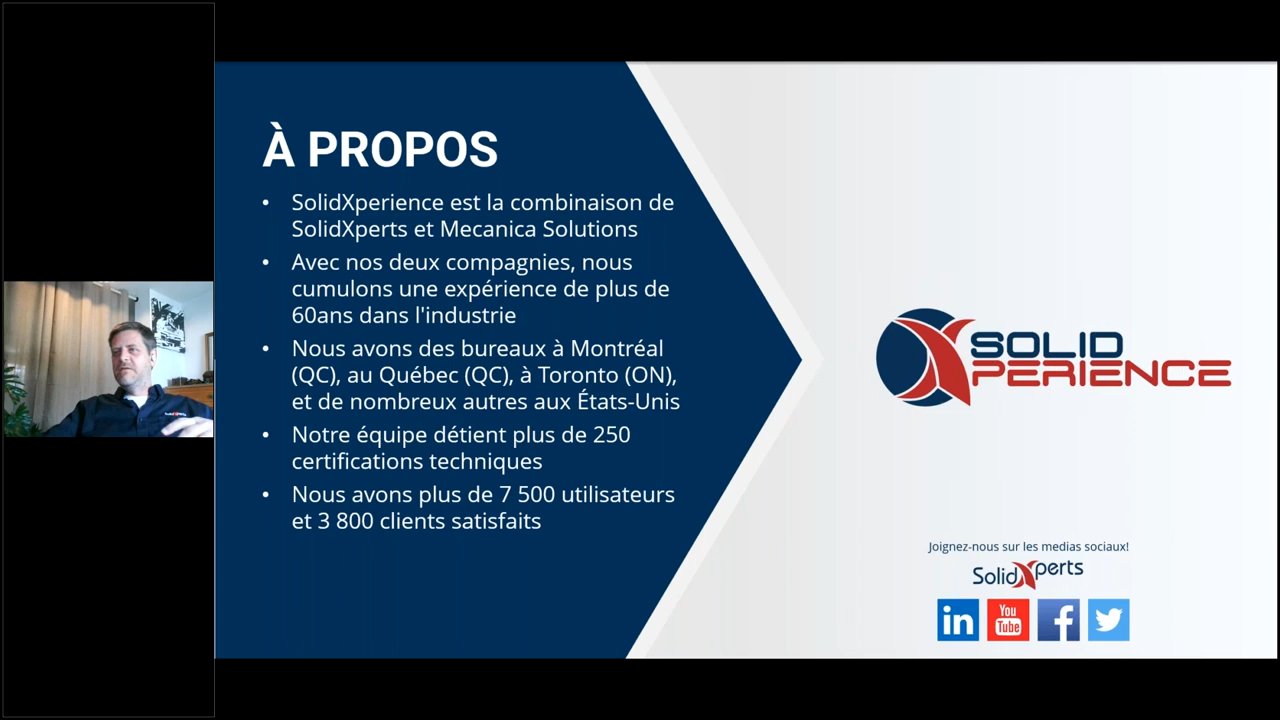 À PROPOS
• SolidXperience est la combinaison de
SolidXperts et Mecanica Solutions
• Avec nos deux compagnies, nous
cumulons une expérience de plus de
60ans dans l'industrie
• Nous avons des bureaux à Montréal
(QC), au Québec (QC), à Toronto (ON),
et de nombreux autres aux États-Unis
• Notre équipe détient plus de 250
certifications techniques
• Nous avons plus de 7 500 utilisateurs
et 3 800 clients satisfaits
SOLID
XPERIENCE
Joignez-nous sur les medias sociaux!
SolidXperts
in
You
Tube
f